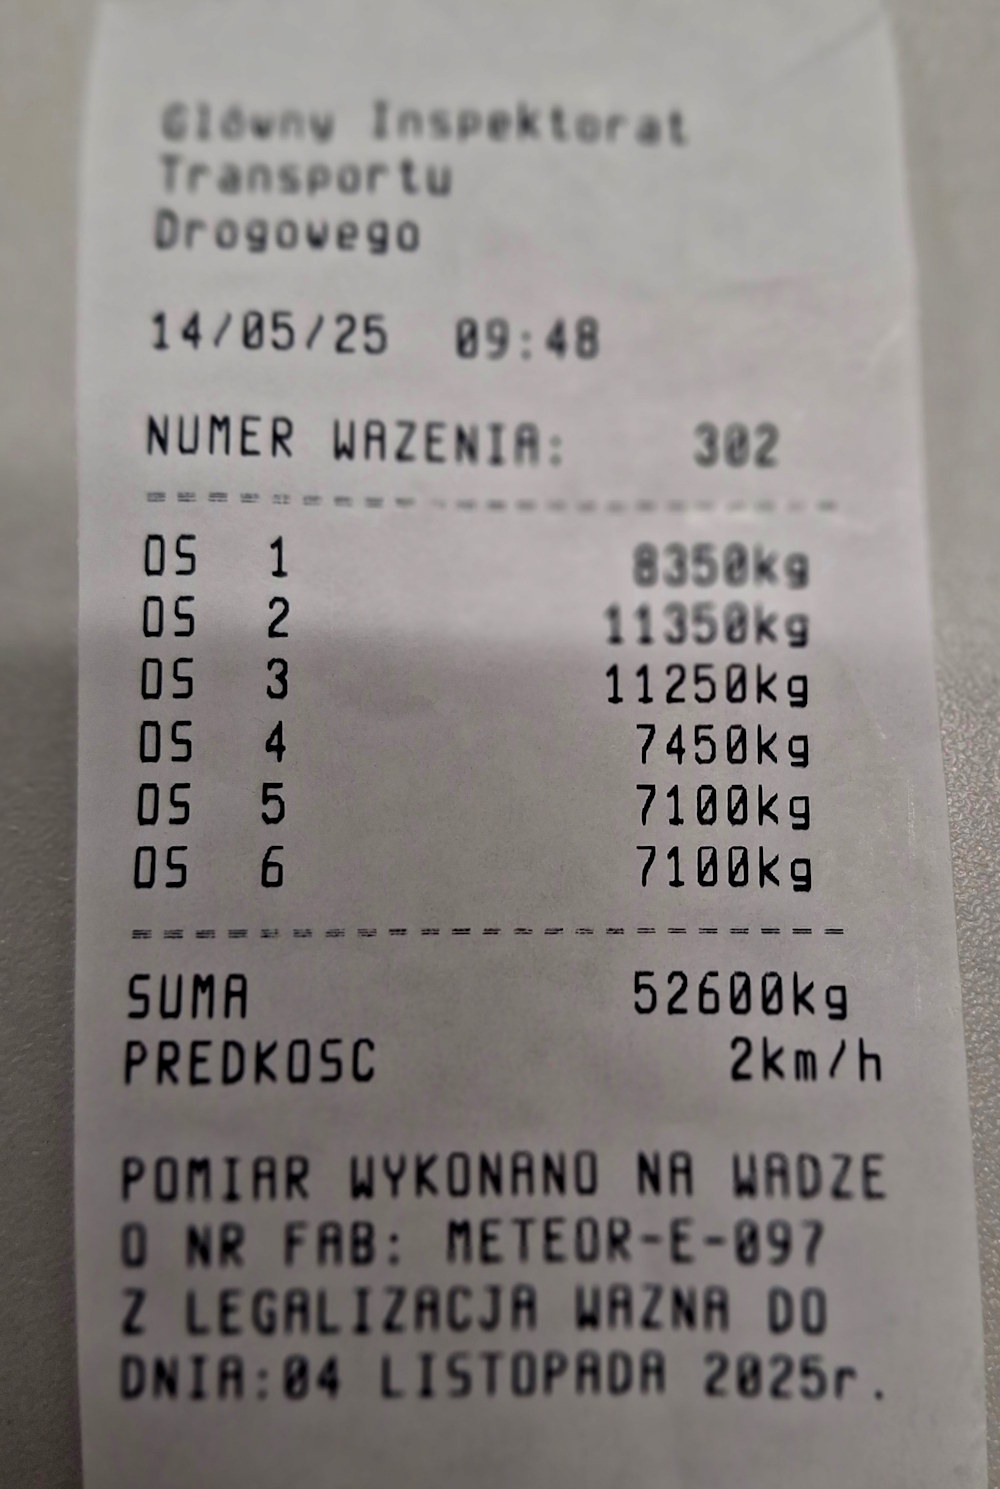 Główny Inspektorat
Transportu
Drogowego
14/05/25 09:48
NUMER WAZENIA: 302
OS 1 8350kg
OS 2 11350kg
OS 3 11250kg
OS 4 7450kg
OS 5 7100kg
OS 6 7100kg
SUMA 52600kg
PREDKOSC 2km/h
POMIAR WYKONANO NA WADZE
O NR FAB: METEOR-E-097
Z LEGALIZACJA WAZNA DO
DNIA:04 LISTOPADA 2025r.